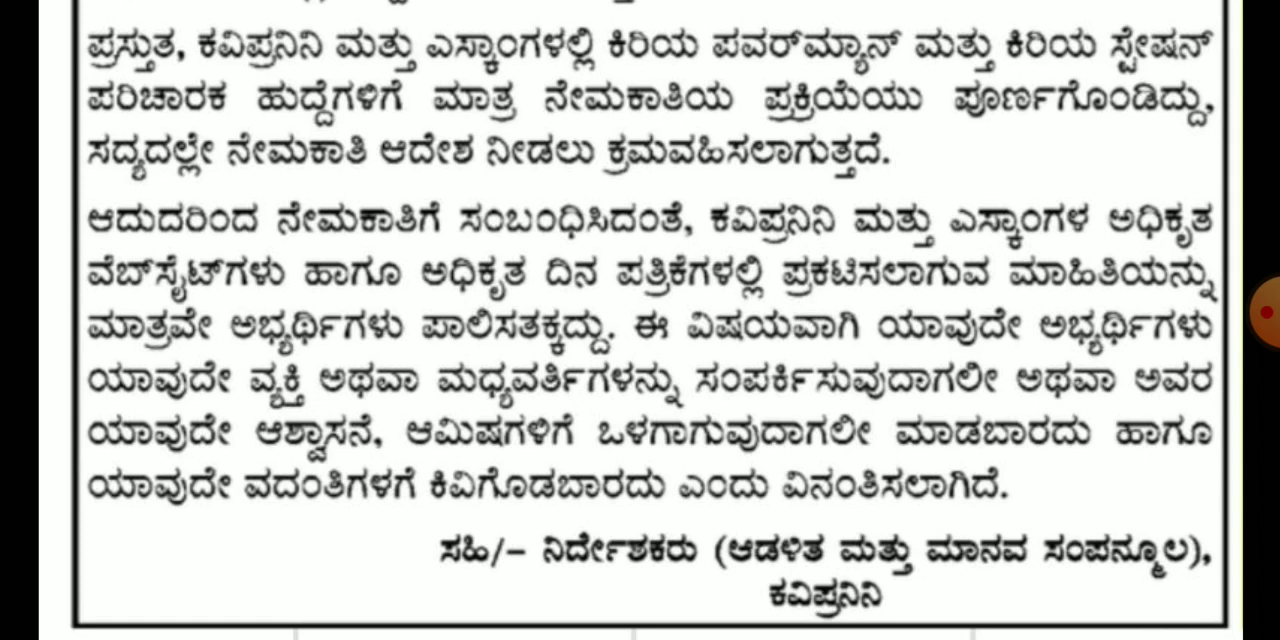 ಪ್ರಸ್ತುತ, ಕವಿಪ್ರನಿನಿ ಮತ್ತು ಎಸ್ಕಾಂಗಳಲ್ಲಿ ಕಿರಿಯ ಪವರ್‌ಮ್ಯಾನ್ ಮತ್ತು ಕಿರಿಯ ಸ್ಟೇಷನ್
ಪರಿಚಾರಕ ಹುದ್ದೆಗಳಿಗೆ ಮಾತ್ರ ನೇಮಕಾತಿಯ ಪ್ರಕ್ರಿಯೆಯು ಪೂರ್ಣಗೊಂಡಿದ್ದು,
ಸದ್ಯದಲ್ಲೇ ನೇಮಕಾತಿ ಆದೇಶ ನೀಡಲು ಕ್ರಮವಹಿಸಲಾಗುತ್ತದೆ.
ಆದುದರಿಂದ ನೇಮಕಾತಿಗೆ ಸಂಬಂಧಿಸಿದಂತೆ, ಕವಿಪ್ರನಿನಿ ಮತ್ತು ಎಸ್ಕಾಂಗಳ ಅಧಿಕೃತ
ವೆಬ್‌ಸೈಟ್‌ಗಳು ಹಾಗೂ ಅಧಿಕೃತ ದಿನ ಪತ್ರಿಕೆಗಳಲ್ಲಿ ಪ್ರಕಟಿಸಲಾಗುವ ಮಾಹಿತಿಯನ್ನು
ಮಾತ್ರವೇ ಅಭ್ಯರ್ಥಿಗಳು ಪಾಲಿಸತಕ್ಕದ್ದು. ಈ ವಿಷಯವಾಗಿ ಯಾವುದೇ ಅಭ್ಯರ್ಥಿಗಳು
ಯಾವುದೇ ವ್ಯಕ್ತಿ ಅಥವಾ ಮಧ್ಯವರ್ತಿಗಳನ್ನು ಸಂಪರ್ಕಿಸುವುದಾಗಲೀ ಅಥವಾ ಅವರ
ಯಾವುದೇ ಆಶ್ವಾಸನೆ, ಆಮಿಷಗಳಿಗೆ ಒಳಗಾಗುವುದಾಗಲೀ ಮಾಡಬಾರದು ಹಾಗೂ
ಯಾವುದೇ ವದಂತಿಗಳಗೆ ಕಿವಿಗೊಡಬಾರದು ಎಂದು ವಿನಂತಿಸಲಾಗಿದೆ.
ಸಹಿ/– ನಿರ್ದೇಶಕರು (ಆಡಳಿತ ಮತ್ತು ಮಾನವ ಸಂಪನ್ಮೂಲ),
ಕವಿಪ್ರನಿನಿ